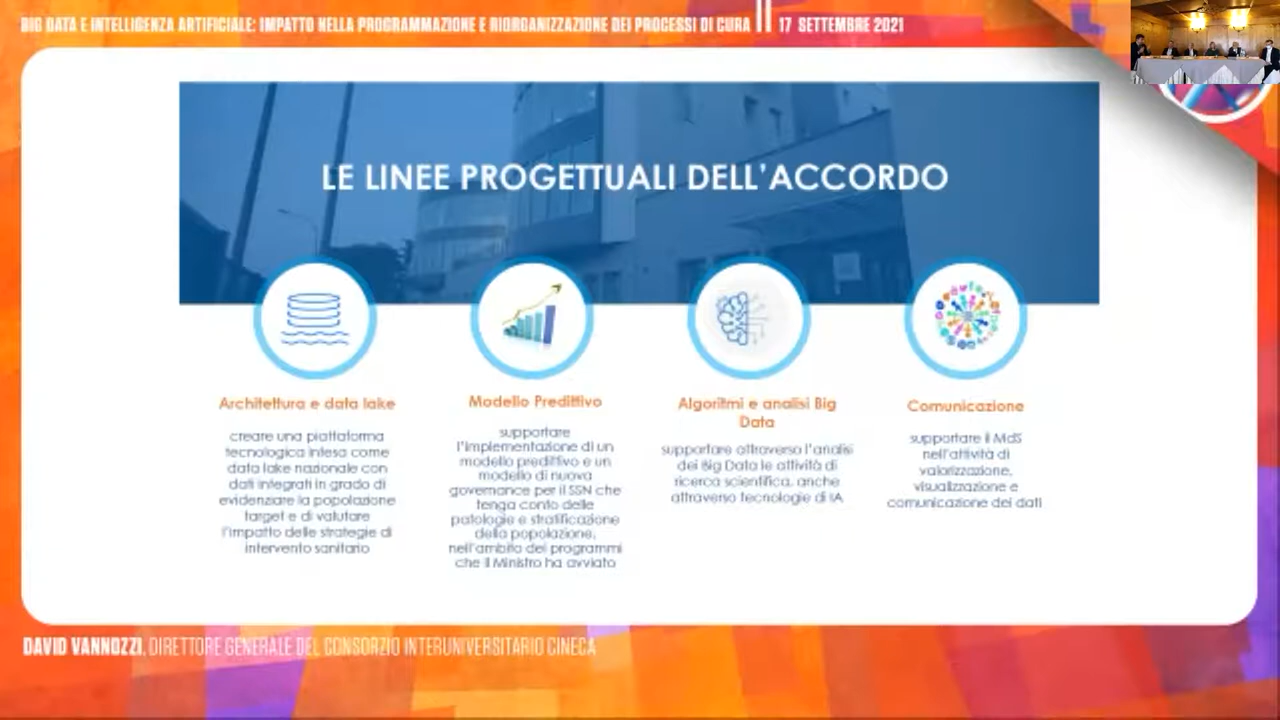 BIG DATA E INTELLIGENZA ARTIFICIALE: IMPATTO NELLA PROGRAMMAZIONE E RIORGANIZZAZIONE DEI PROCESSI DI CURA || 17 SETTEMBRE 2021
LE LINEE PROGETTUALI DELL'ACCORDO
Architettura e data lake
creare una piattaforma
tecnologica intesa come
data lake nazionale con
dati integrati in grado di
evidenziare la popolazione
target e di valutare
l'impatto delle strategie di
intervento sanitario
Modello Predittivo
supportare
l'implementazione di un
modello predittivo e un
modello di nuova
governance per il SSN che
tenga conto delle
patologie e stratificazione
della popolazione,
nell'ambito dei programmi
che il Ministro ha avviato
Algoritmi e analisi Big
Data
supportare attraverso l'analisi
dei Big Data le attività di
ricerca scientifica, anche
attraverso tecnologie di IA
Comunicazione
supportare il MdS
nell'attività di
valorizzazione,
visualizzazione e
comunicazione dei dati
DAVID VANNOZZI, DIRETTORE GENERALE DEL CONSORZIO INTERUNIVERSITARIO CINECA